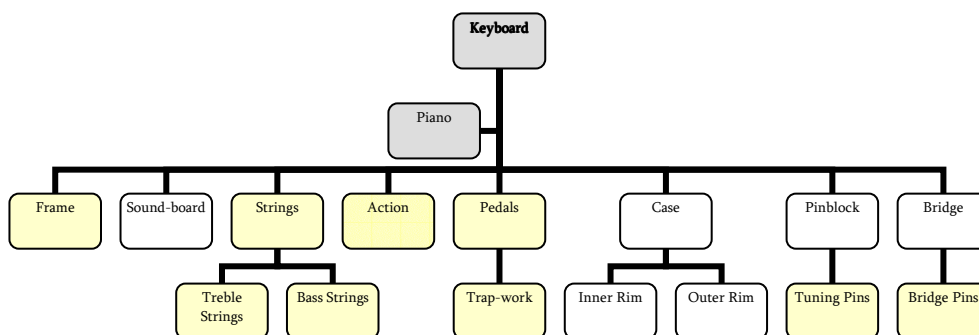 Keyboard
Piano
Frame
Sound-board
Strings
Action
Pedals
Case
Pinblock
Bridge
Treble
Strings
Bass Strings
Trap-work
Inner Rim
Outer Rim
Tuning Pins
Bridge Pins